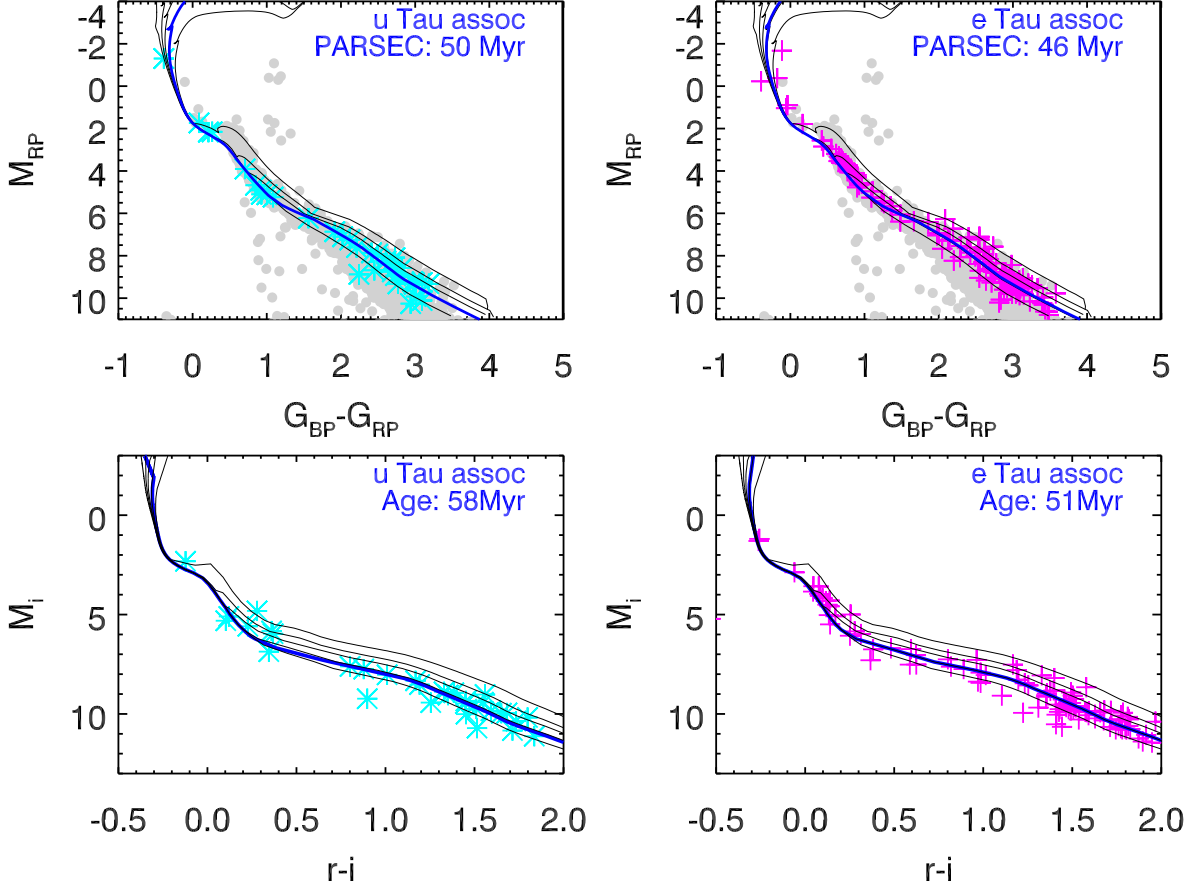 u Tau assoc
PARSEC: 50 Myr
-4
-2
0
2
4
6
8
10
M_RP
-1 0 1 2 3 4 5
G_BP-G_RP
e Tau assoc
PARSEC: 46 Myr
-4
-2
0
2
4
6
8
10
M_RP
-1 0 1 2 3 4 5
G_BP-G_RP
u Tau assoc
Age: 58Myr
0
5
10
M_i
-0.5 0.0 0.5 1.0 1.5 2.0
r-i
e Tau assoc
Age: 51Myr
0
5
10
M_i
-0.5 0.0 0.5 1.0 1.5 2.0
r-i